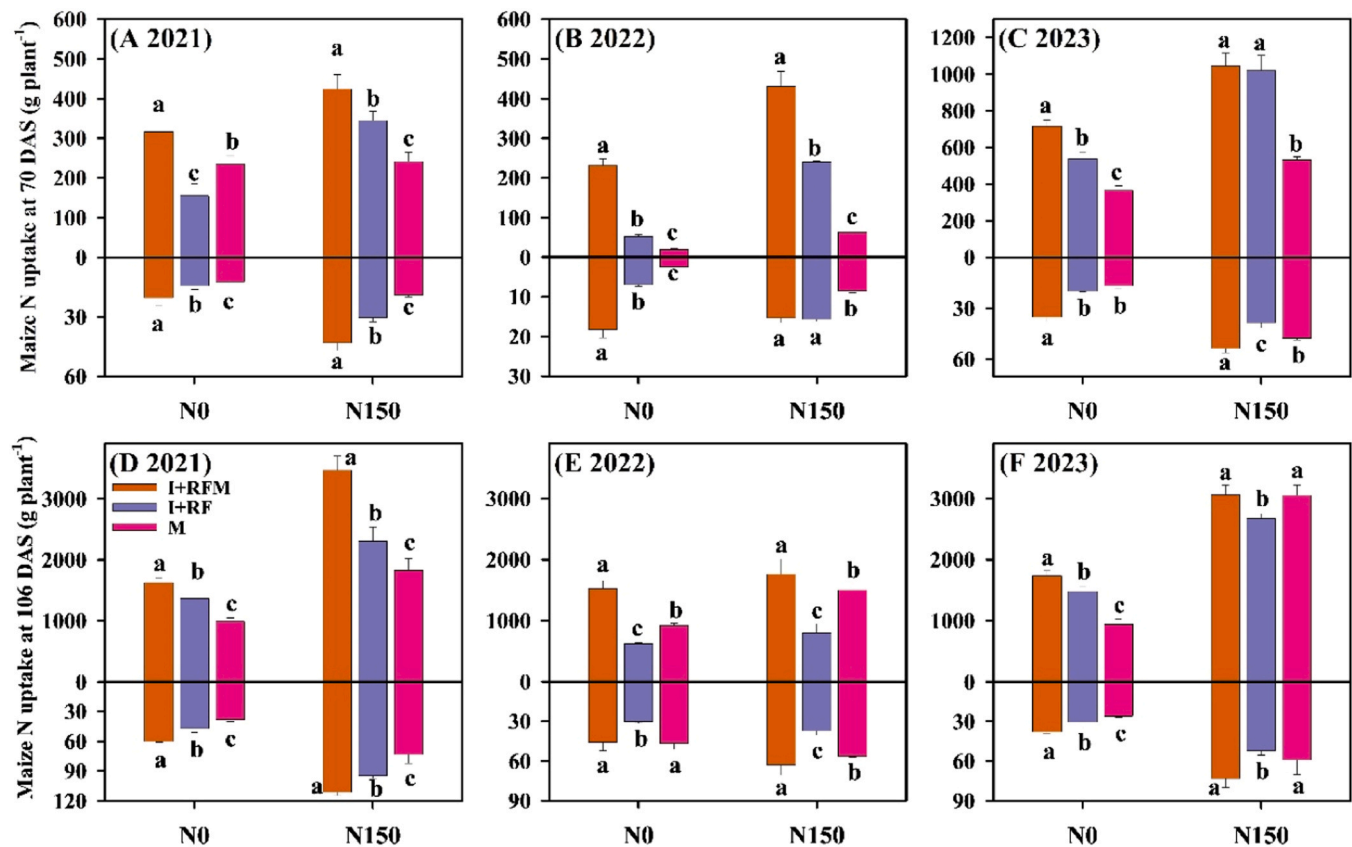 (A 2021)
(B 2022)
(C 2023)
Maize N uptake at 70 DAS (g plant⁻¹)
600
500
400
300
200
100
0
30
60
a
c
b
a
b
c
a
b
c
a
b
c
N0
N150
600
500
400
300
200
100
0
10
20
30
a
b
c
a
b
c
a
b
c
a
a
b
N0
N150
1200
1000
800
600
400
200
0
30
60
a
b
c
a
a
b
a
b
b
a
c
b
N0
N150
(D 2021)
(E 2022)
(F 2023)
Maize N uptake at 106 DAS (g plant⁻¹)
I+RFM
I+RF
M
3000
2000
1000
0
30
60
90
120
a
b
c
a
b
c
a
b
c
a
b
c
N0
N150
3000
2000
1000
0
30
60
90
a
c
b
a
c
b
a
b
a
a
c
b
N0
N150
3000
2000
1000
0
30
60
90
a
b
c
a
b
a
a
b
c
a
b
a
N0
N150